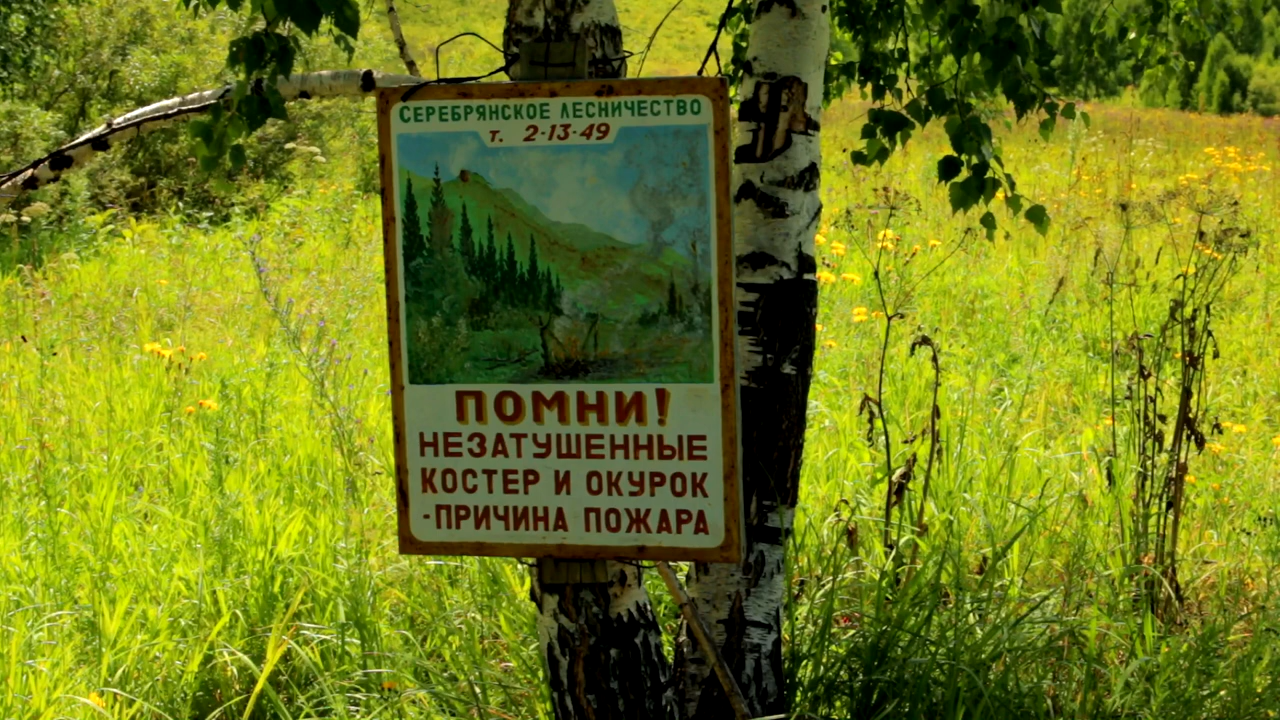 СЕРЕБРЯНСКОЕ ЛЕСНИЧЕСТВО
т. 2-13-49
ПОМНИ!
НЕЗАТУШЕННЫЕ
КОСТЕР И ОКУРОК
-ПРИЧИНА ПОЖАРА